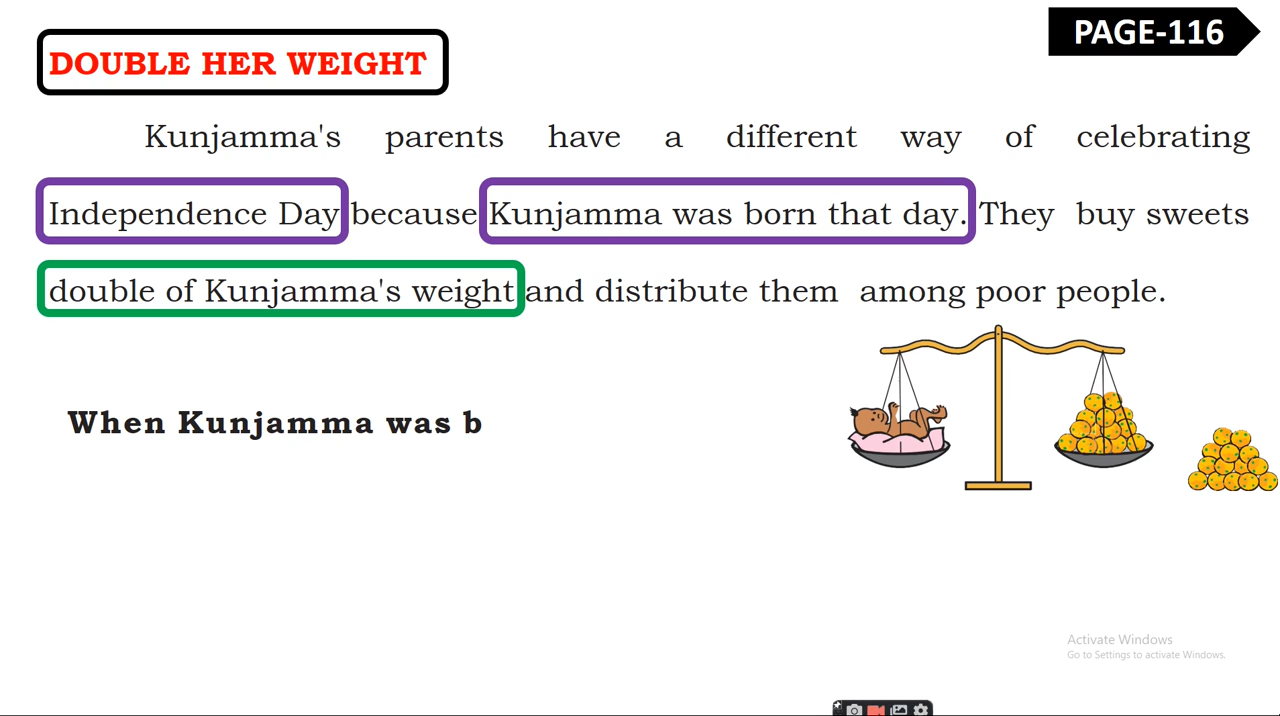 PAGE-116
DOUBLE HER WEIGHT
Kunjamma's parents have a different way of celebrating
Independence Day because Kunjamma was born that day. They buy sweets
double of Kunjamma's weight and distribute them among poor people.
When Kunjamma was b
Activate Windows
Go to Settings to activate Windows.